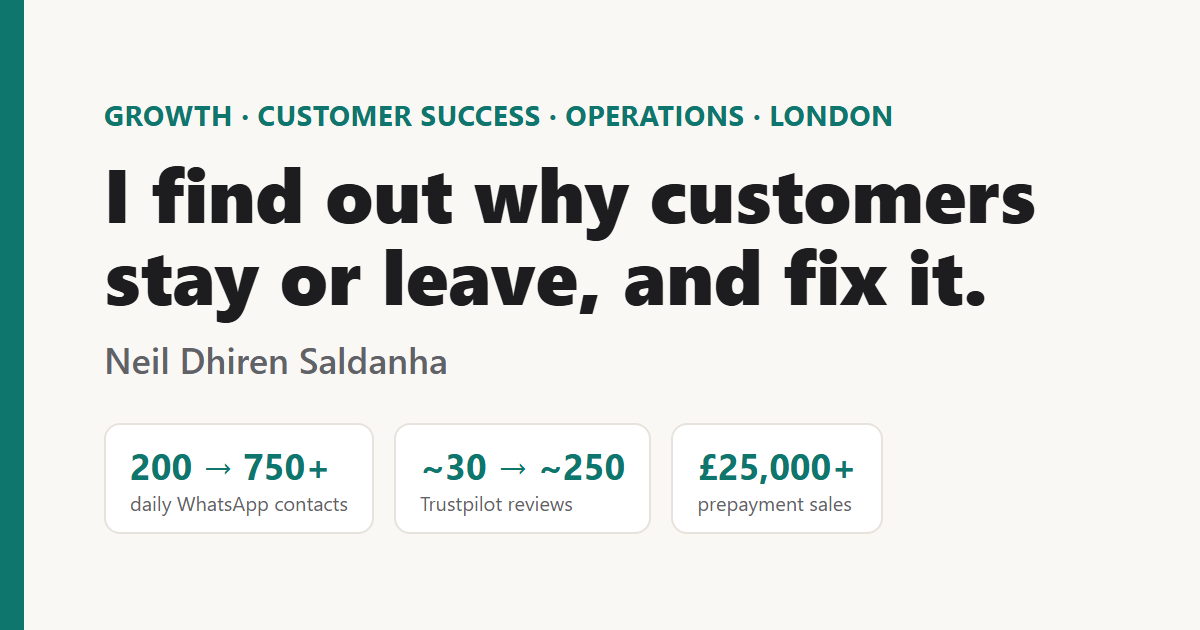 GROWTH · CUSTOMER SUCCESS · OPERATIONS · LONDON
I find out why customers
stay or leave, and fix it.
Neil Dhiren Saldanha
200 → 750+
daily WhatsApp contacts
~30 → ~250
Trustpilot reviews
£25,000+
prepayment sales